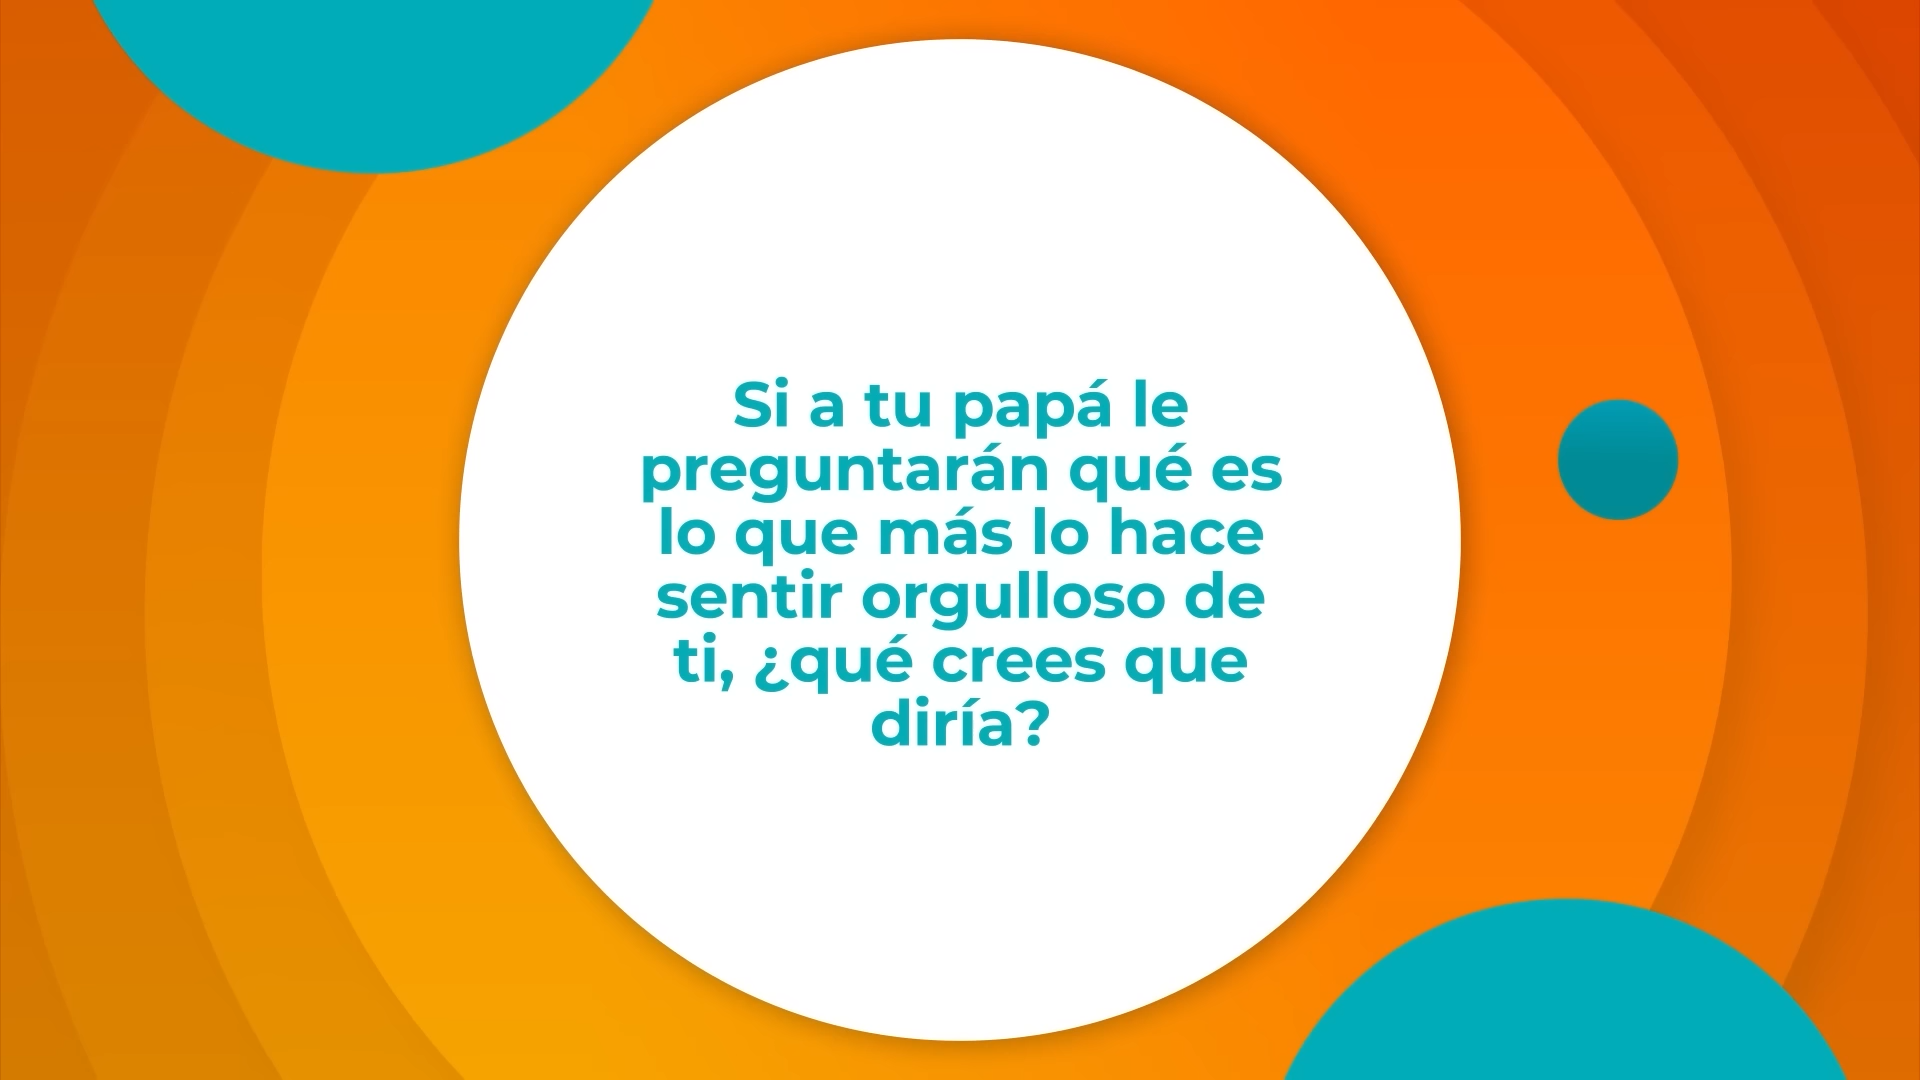 Si a tu papá le
preguntarán qué es
lo que más lo hace
sentir orgulloso de
ti, ¿qué crees que
diría?